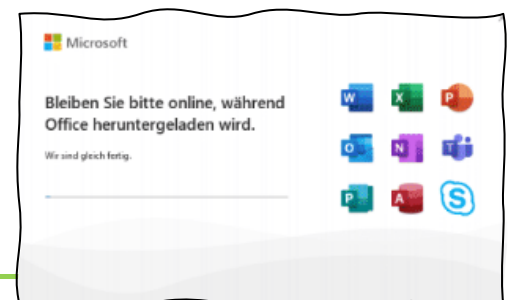 Microsoft
Bleiben Sie bitte online, während
Office heruntergeladen wird.
Wir sind gleich fertig.
W X P
O N T
P A S